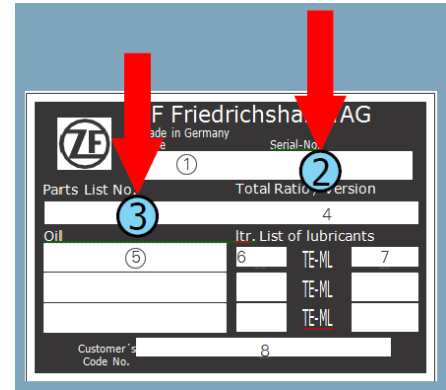 F Friedrichsha AG
ade in Germany
Serial-No.
① ②
ZF
Parts List No. Total Ratio / Version
③ 4
Oil ltr. List of lubricants
⑤ 6 TE-ML 7
TE-ML
TE-ML
Customer´s 8
Code No.